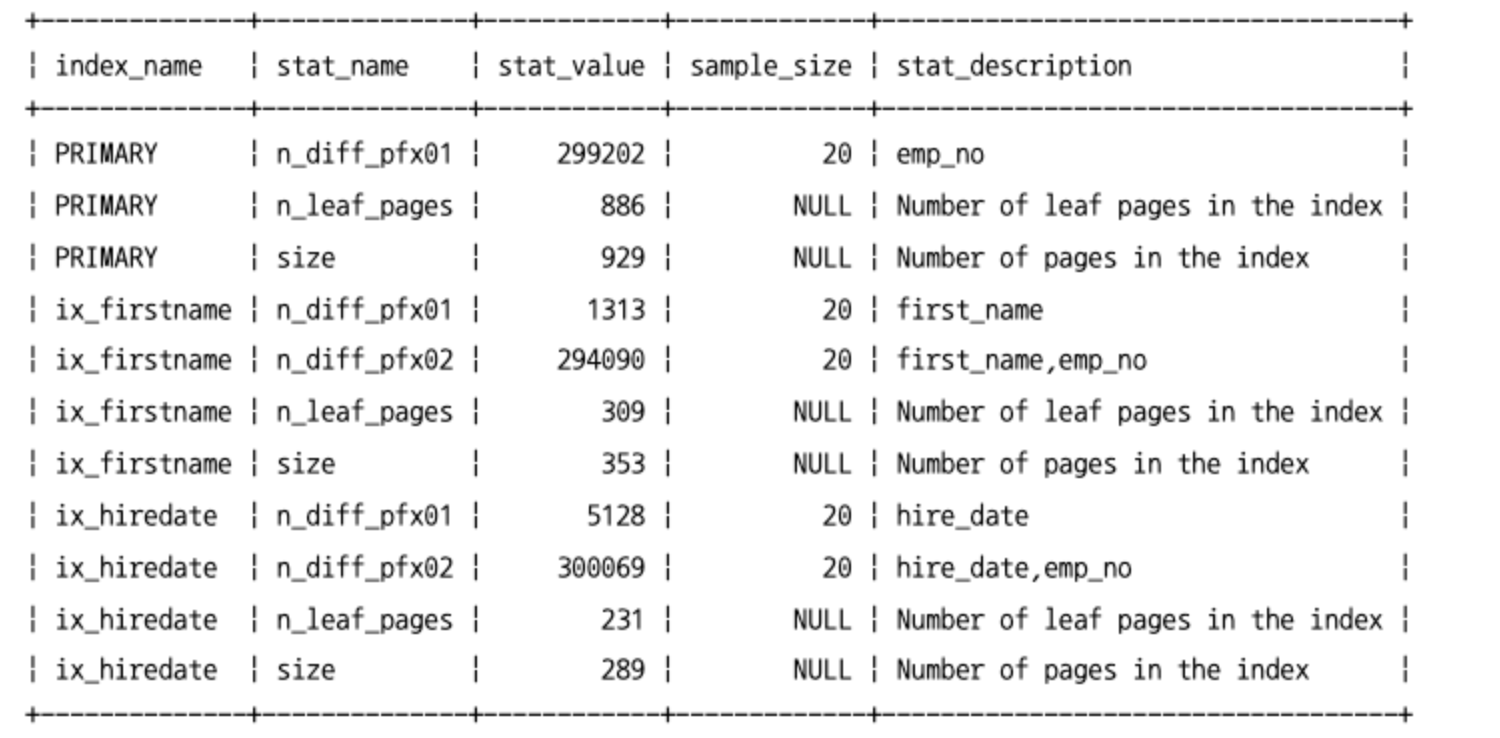 +--------------+--------------+------------+-------------+-----------------------------------+
| index_name   | stat_name    | stat_value | sample_size | stat_description                  |
+--------------+--------------+------------+-------------+-----------------------------------+
| PRIMARY      | n_diff_pfx01 |     299202 |          20 | emp_no                            |
| PRIMARY      | n_leaf_pages |        886 |        NULL | Number of leaf pages in the index |
| PRIMARY      | size         |        929 |        NULL | Number of pages in the index      |
| ix_firstname | n_diff_pfx01 |       1313 |          20 | first_name                        |
| ix_firstname | n_diff_pfx02 |     294090 |          20 | first_name,emp_no                 |
| ix_firstname | n_leaf_pages |        309 |        NULL | Number of leaf pages in the index |
| ix_firstname | size         |        353 |        NULL | Number of pages in the index      |
| ix_hiredate  | n_diff_pfx01 |       5128 |          20 | hire_date                         |
| ix_hiredate  | n_diff_pfx02 |     300069 |          20 | hire_date,emp_no                  |
| ix_hiredate  | n_leaf_pages |        231 |        NULL | Number of leaf pages in the index |
| ix_hiredate  | size         |        289 |        NULL | Number of pages in the index      |
+--------------+--------------+------------+-------------+-----------------------------------+